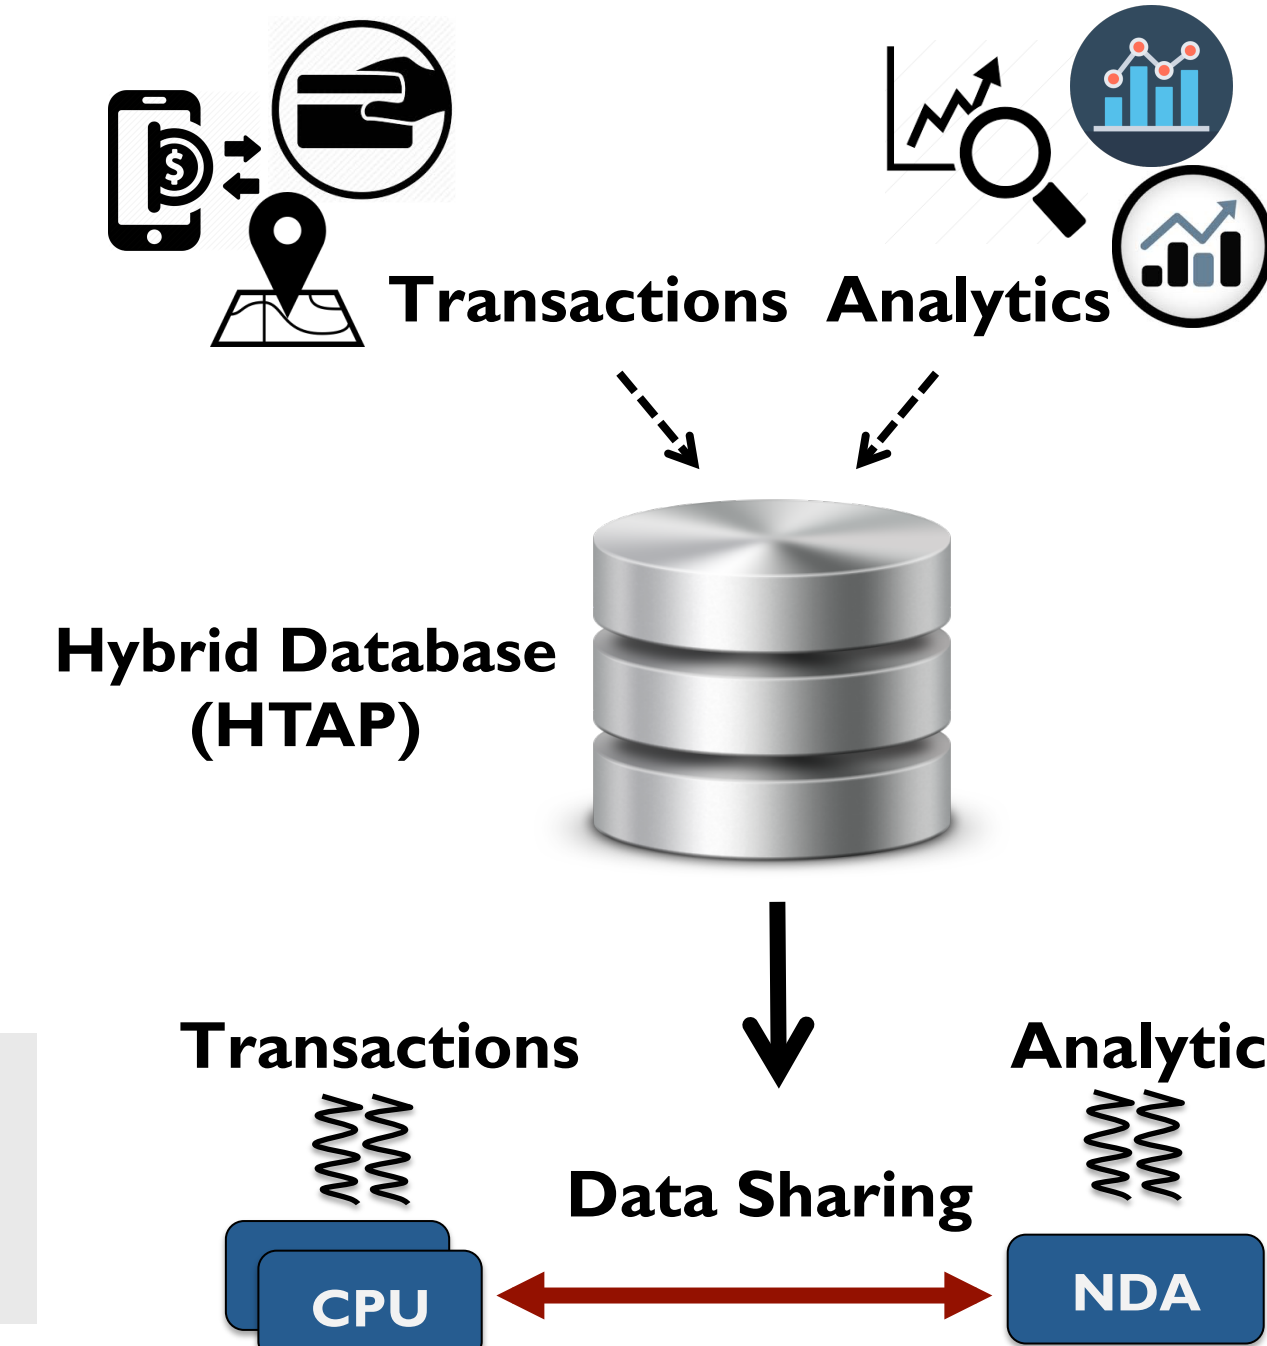 $
Transactions Analytics
Hybrid Database
(HTAP)
Transactions
Analytic
Data Sharing
CPU
NDA